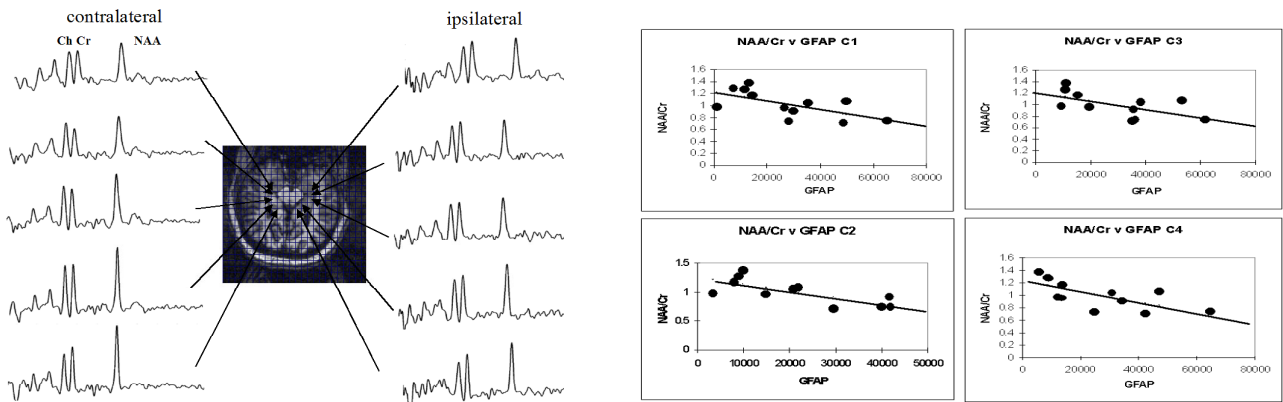 contralateral
Ch Cr NAA
ipsilateral
NAA/Cr v GFAP C1
NAA/Cr
1.6
1.4
1.2
1
0.8
0.6
0.4
0.2
0
0 20000 40000 60000 80000
GFAP
NAA/Cr v GFAP C3
NAA/Cr
1.6
1.4
1.2
1
0.8
0.6
0.4
0.2
0
0 20000 40000 60000 80000
GFAP
NAA/Cr v GFAP C2
NAA/Cr
1.5
1
0.5
0
0 10000 20000 30000 40000 50000
GFAP
NAA/Cr v GFAP C4
NAA/Cr
1.6
1.4
1.2
1
0.8
0.6
0.4
0.2
0
0 20000 40000 60000 80000
GFAP